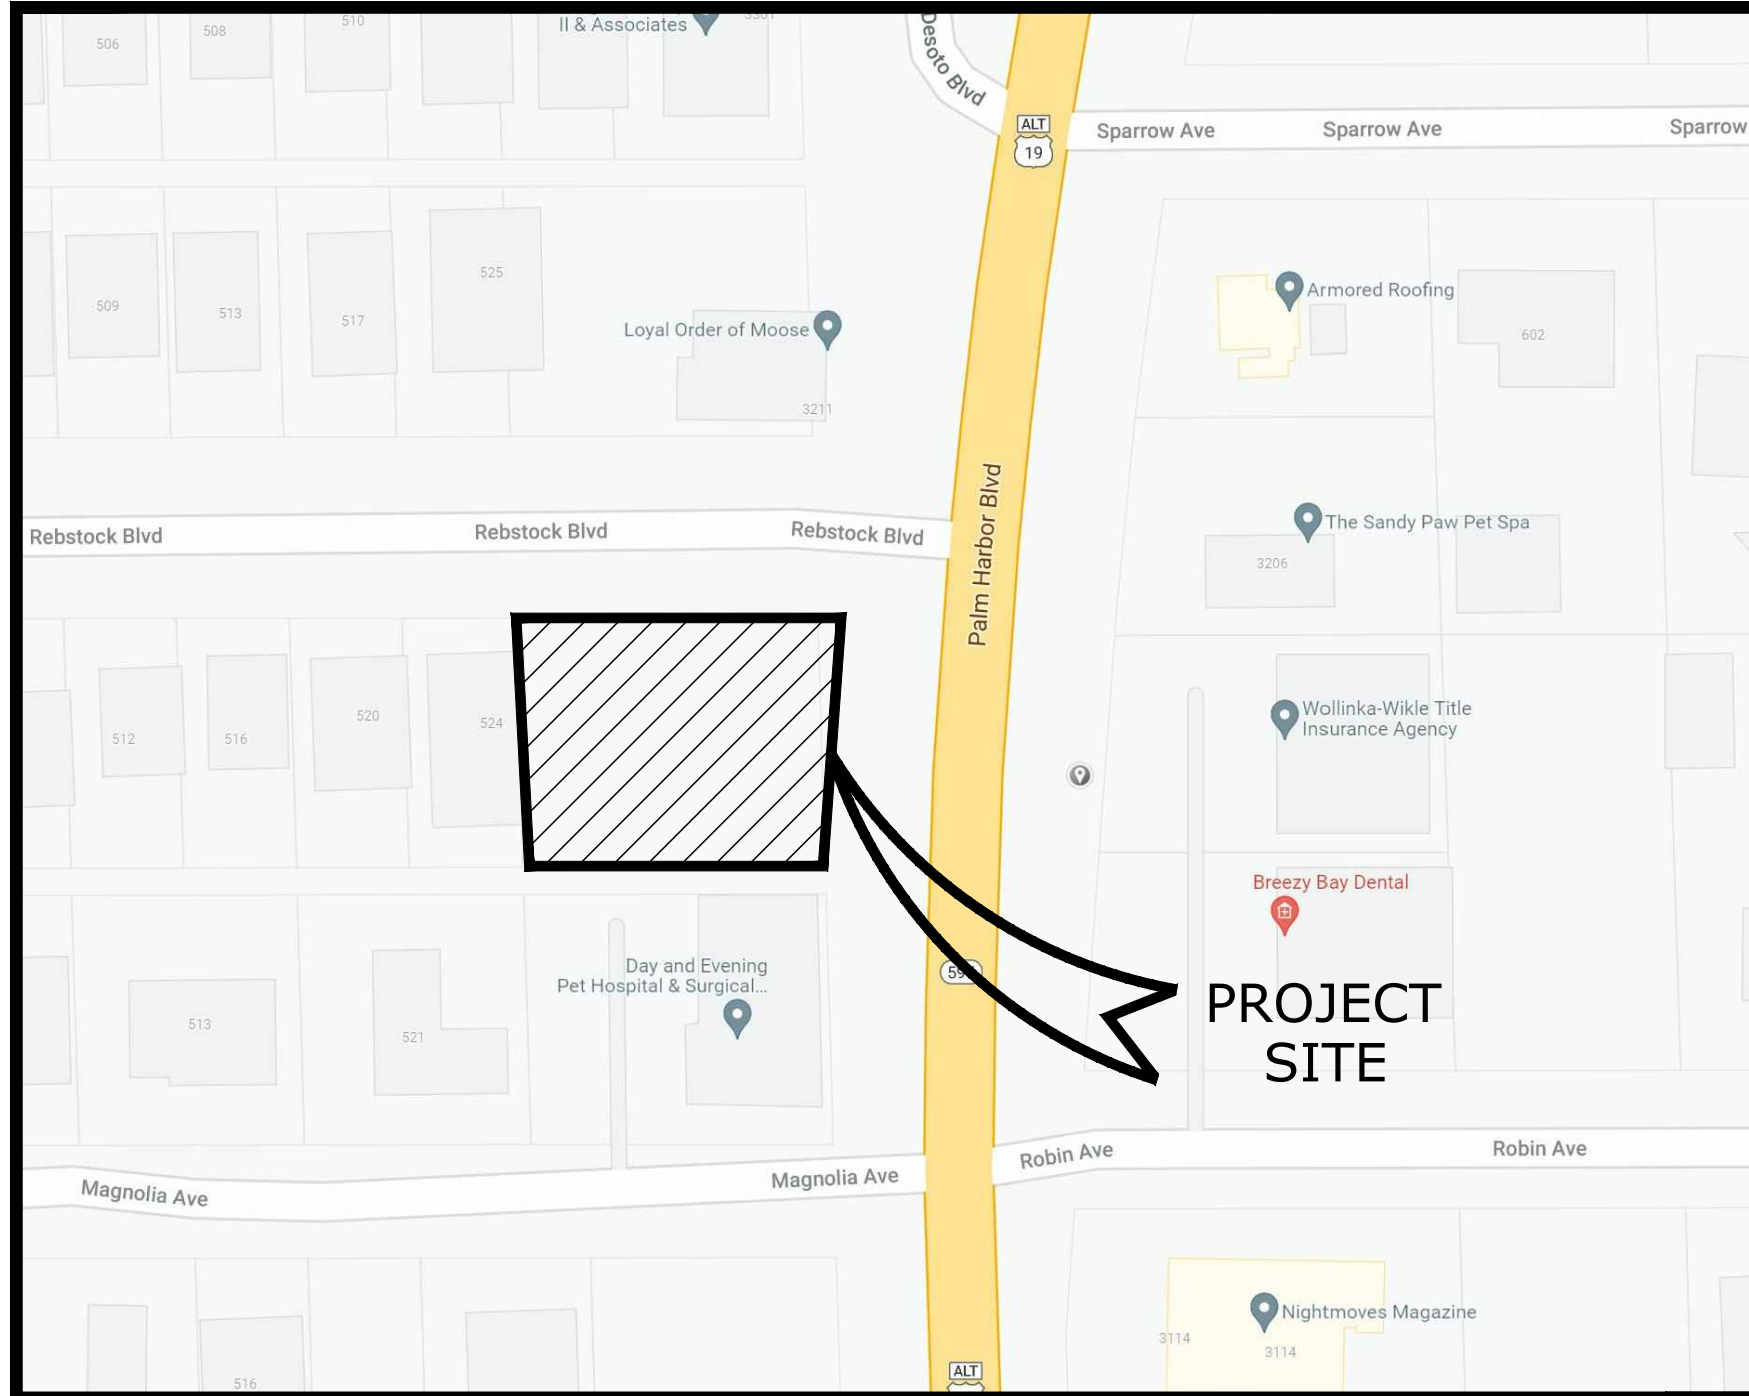 506
508
510
II & Associates
Desoto Blvd
ALT
19
Sparrow Ave
Sparrow Ave
Sparrow
509
513
517
525
Loyal Order of Moose
3211
Armored Roofing
602
Rebstock Blvd
Rebstock Blvd
Rebstock Blvd
Palm Harbor Blvd
The Sandy Paw Pet Spa
3206
512
516
520
524
Wollinka-Wikle Title
Insurance Agency
Breezy Bay Dental
Day and Evening
Pet Hospital & Surgical...
513
521
PROJECT
SITE
Magnolia Ave
Magnolia Ave
Robin Ave
Robin Ave
Nightmoves Magazine
3114
3114
516
ALT